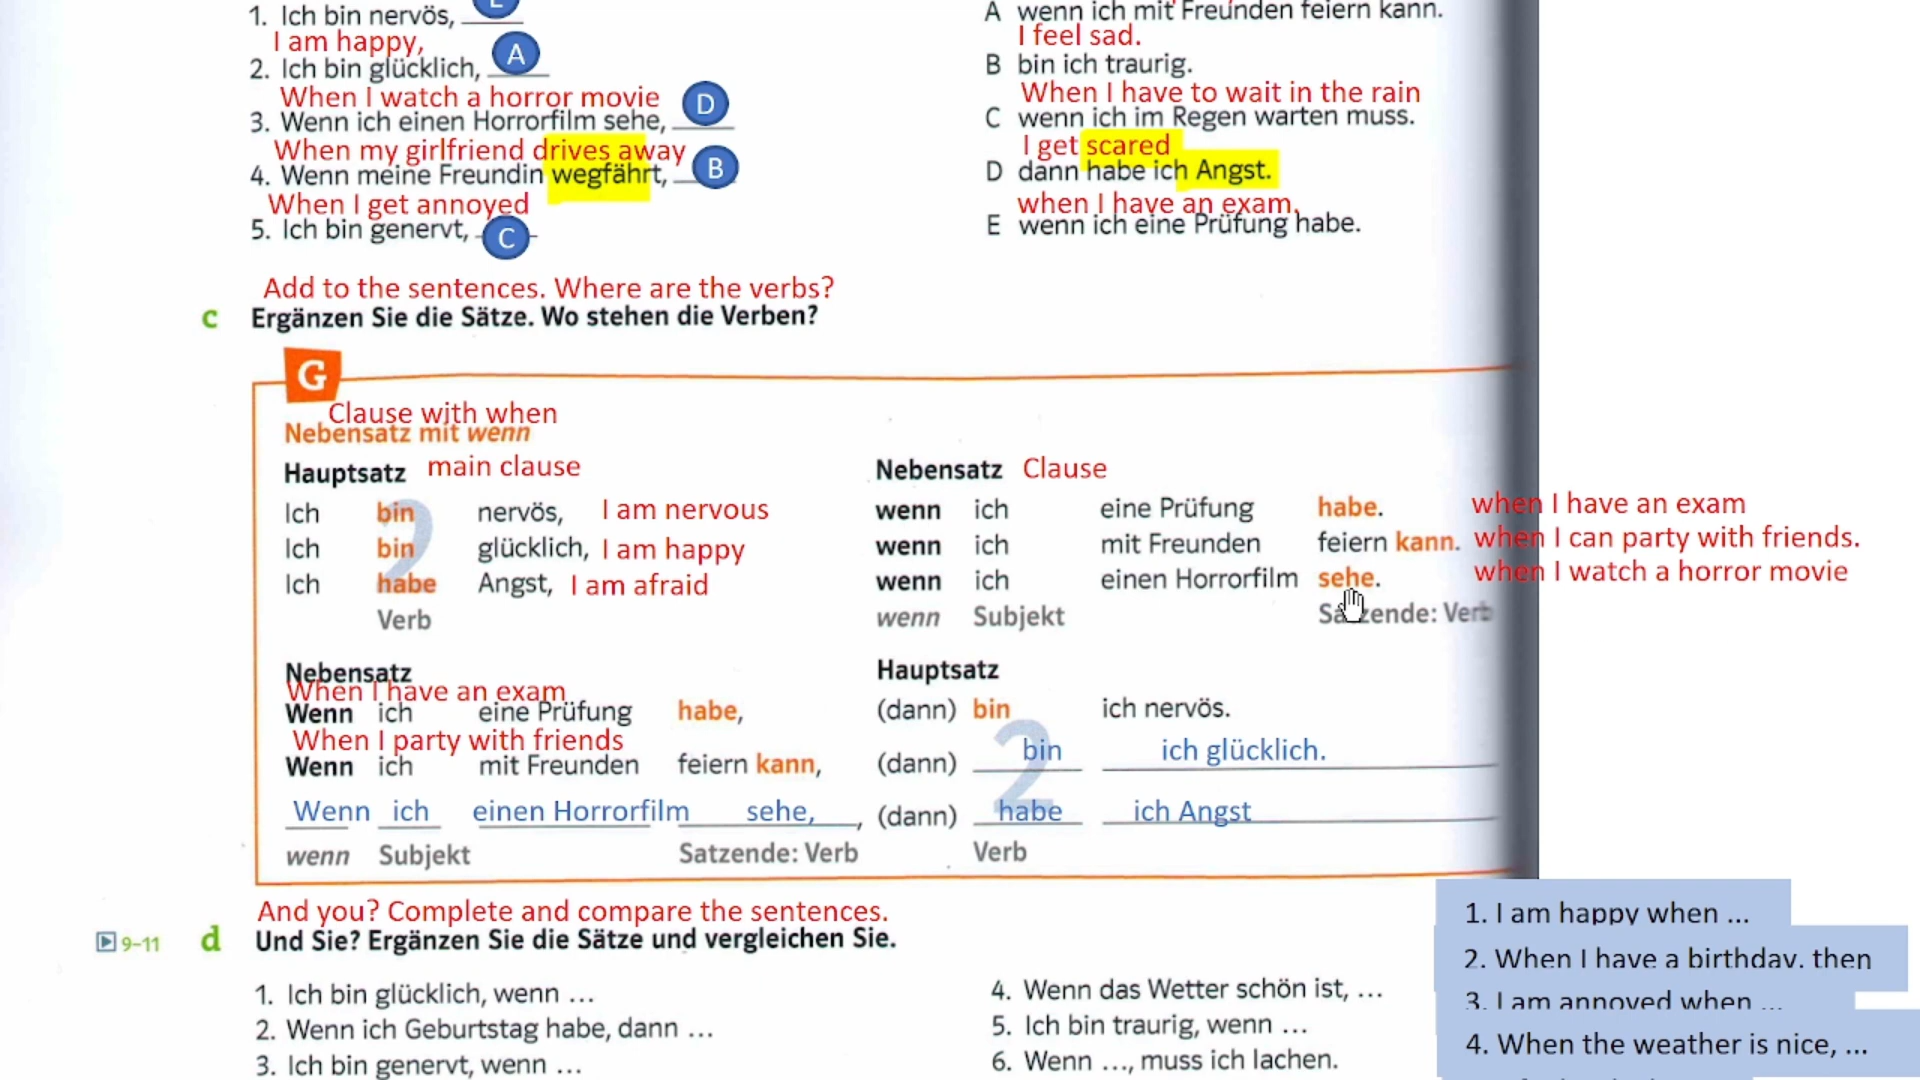 1. Ich bin nervös, E
A wenn ich mit Freunden feiern kann.
I am happy,
I feel sad.
2. Ich bin glücklich, A
B bin ich traurig.
When I watch a horror movie
When I have to wait in the rain
3. Wenn ich einen Horrorfilm sehe, D
C wenn ich im Regen warten muss.
When my girlfriend drives away
I get scared
4. Wenn meine Freundin wegfährt, B
D dann habe ich Angst.
When I get annoyed
when I have an exam,
5. Ich bin genervt, C
E wenn ich eine Prüfung habe.
Add to the sentences. Where are the verbs?
c Ergänzen Sie die Sätze. Wo stehen die Verben?
G
Clause with when
Nebensatz mit wenn
Hauptsatz main clause
Nebensatz Clause
Ich bin nervös, I am nervous
wenn ich eine Prüfung habe. when I have an exam
Ich bin glücklich, I am happy
wenn ich mit Freunden feiern kann. when I can party with friends.
Ich habe Angst, I am afraid
wenn ich einen Horrorfilm sehe. when I watch a horror movie
2
Verb
wenn Subjekt Satzende: Verb
Nebensatz
Hauptsatz
When I have an exam
Wenn ich eine Prüfung habe, (dann) bin ich nervös.
When I party with friends
Wenn ich mit Freunden feiern kann, (dann) bin ich glücklich.
2
Wenn ich einen Horrorfilm sehe, , (dann) habe ich Angst
wenn Subjekt Satzende: Verb Verb
And you? Complete and compare the sentences.
9–11 d Und Sie? Ergänzen Sie die Sätze und vergleichen Sie.
1. Ich bin glücklich, wenn …
2. Wenn ich Geburtstag habe, dann …
3. Ich bin genervt, wenn …
4. Wenn das Wetter schön ist, …
5. Ich bin traurig, wenn …
6. Wenn …, muss ich lachen.
1. I am happy when ...
2. When I have a birthday, then
3. I am annoyed when ...
4. When the weather is nice, ...